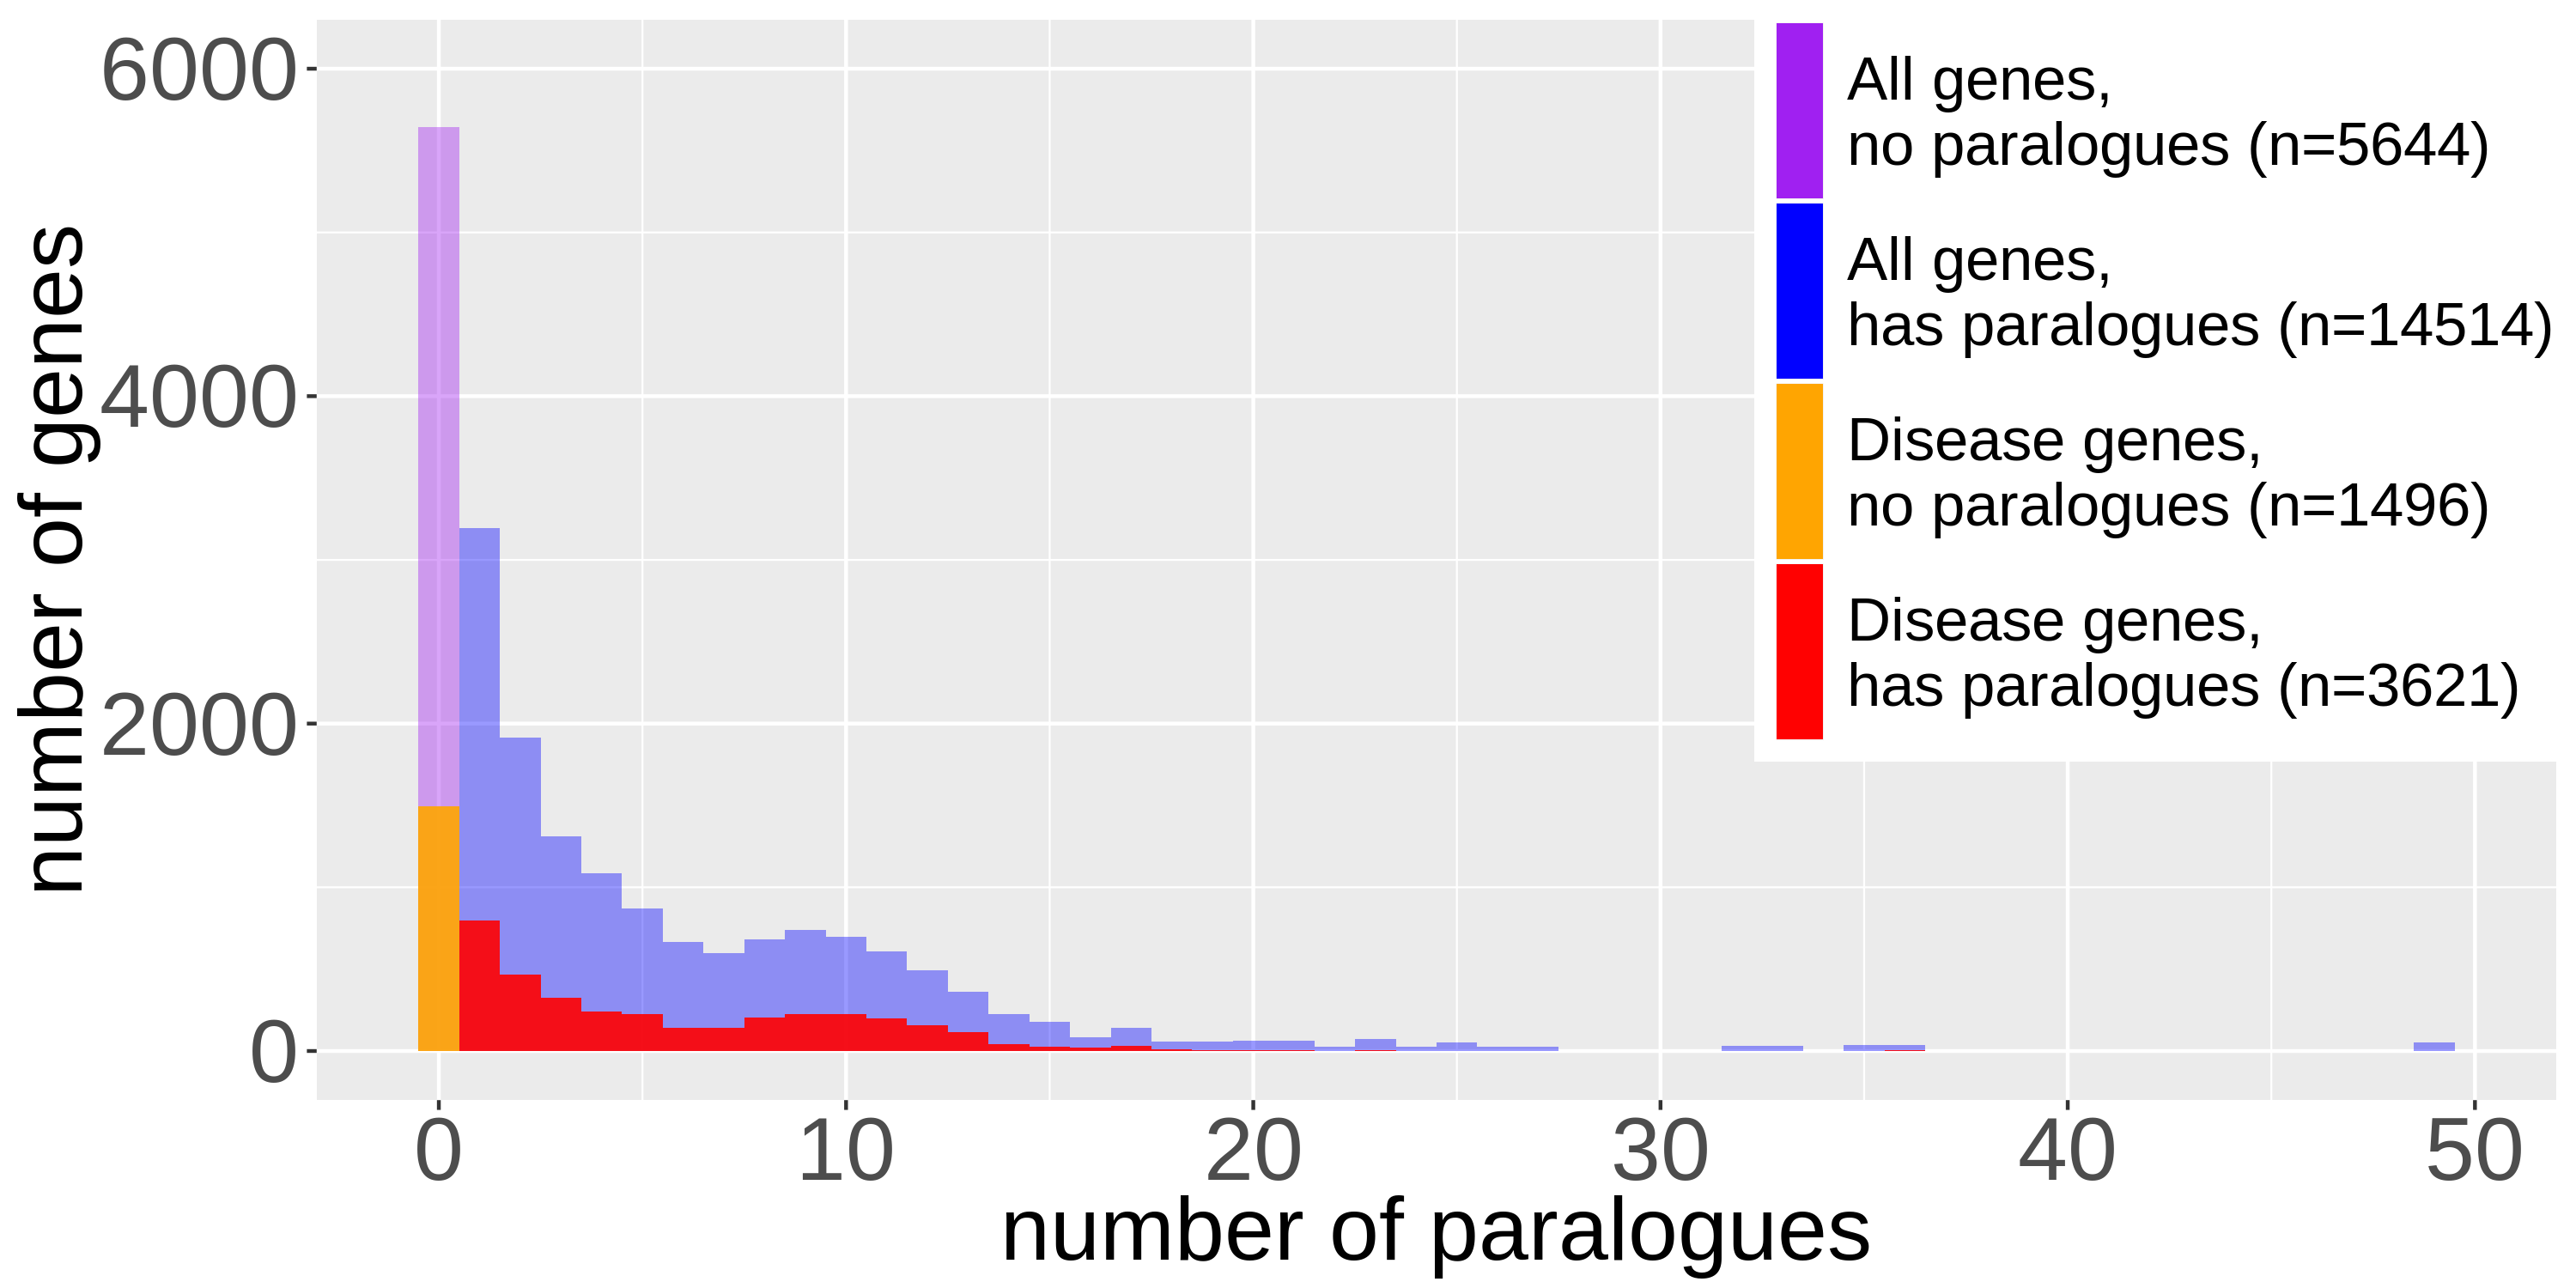 6000
4000
2000
0
number of genes
0 10 20 30 40 50
number of paralogues
All genes,
no paralogues (n=5644)
All genes,
has paralogues (n=14514)
Disease genes,
no paralogues (n=1496)
Disease genes,
has paralogues (n=3621)